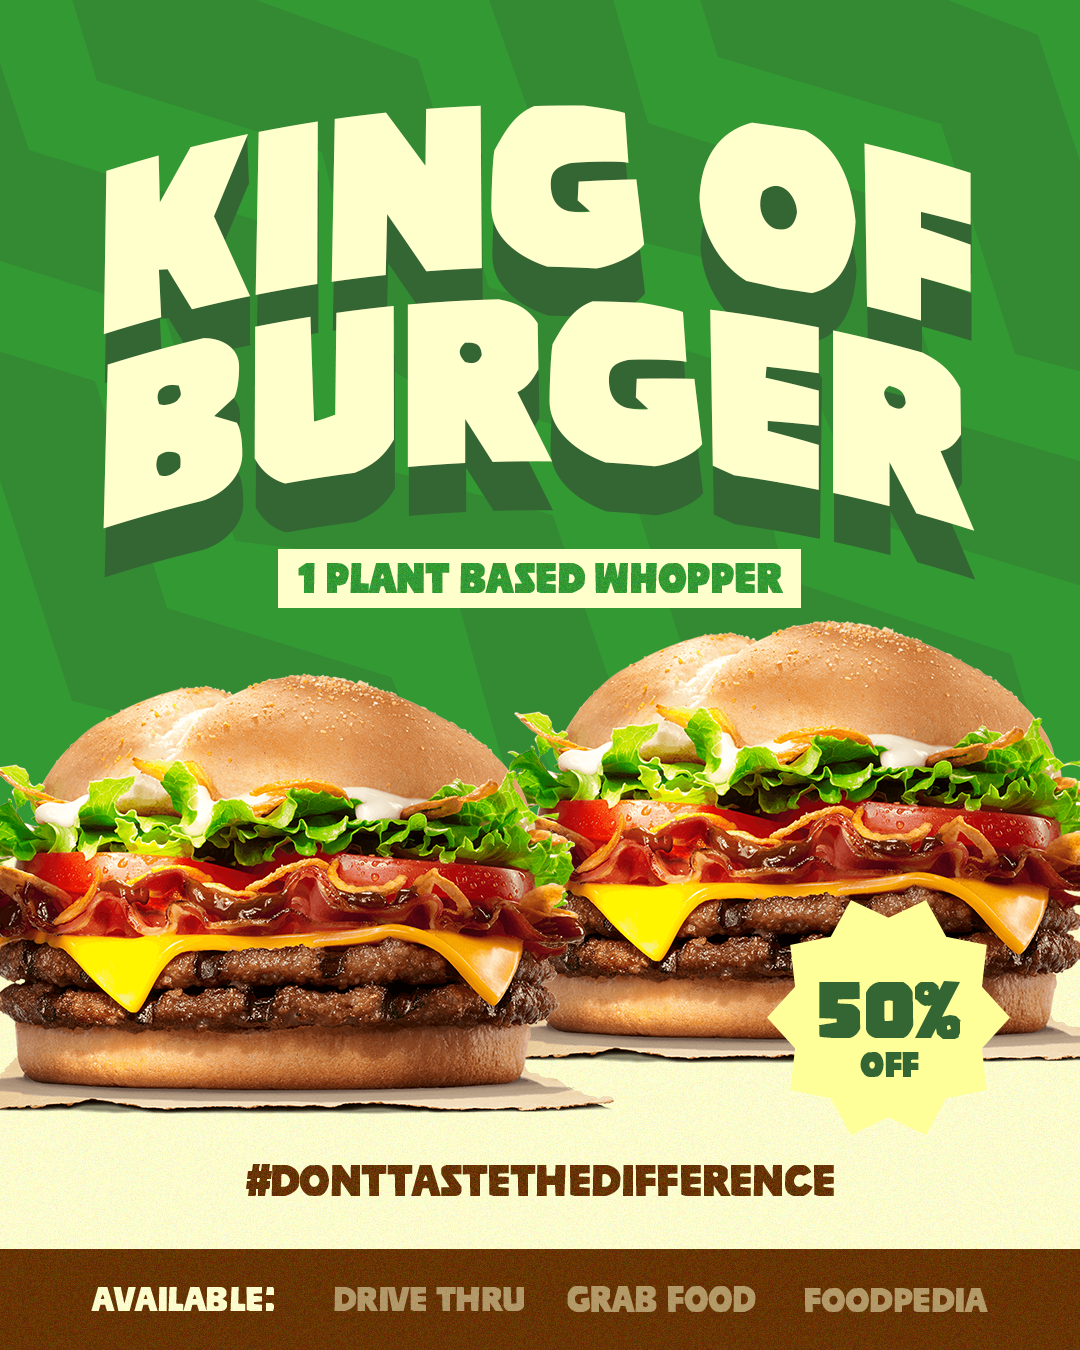 KING OF
BURGER
1 PLANT BASED WHOPPER
50%
OFF
#DONTTASTETHEDIFFERENCE
AVAILABLE: DRIVE THRU GRAB FOOD FOODPEDIA